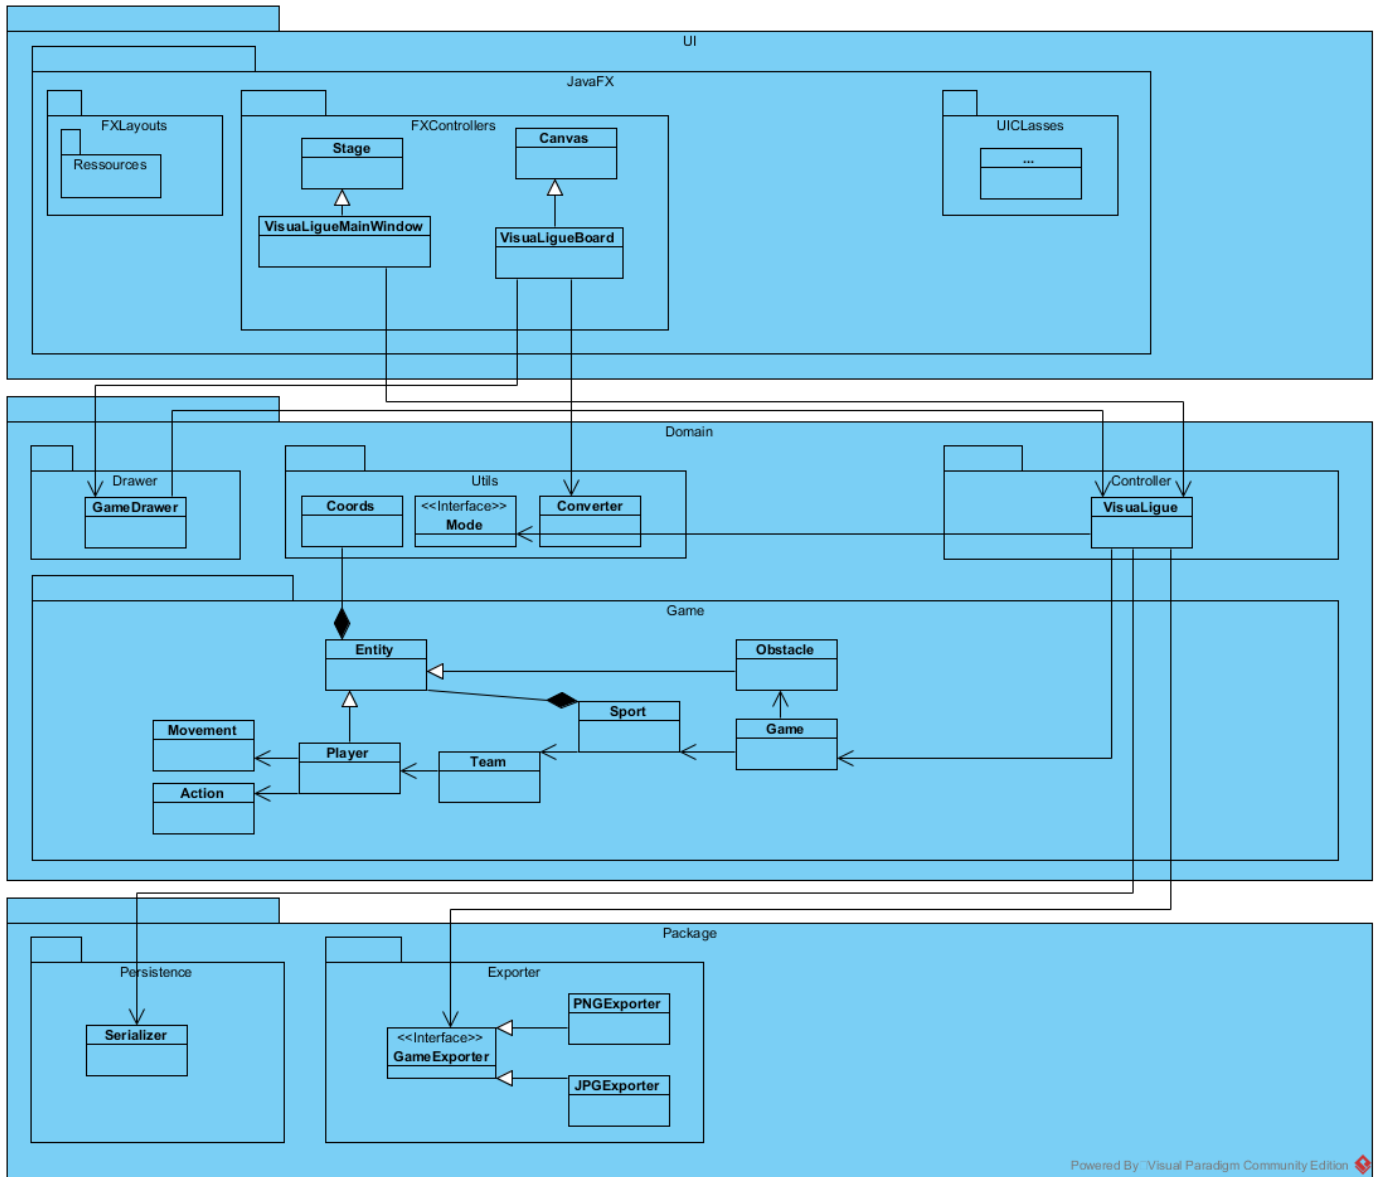 UI
JavaFX
FXLayouts
Ressources
FXControllers
Stage
Canvas
VisuaLigueMainWindow
VisuaLigueBoard
UICLasses
...
Domain
Drawer
GameDrawer
Utils
Coords
<<Interface>>
Mode
Converter
Controller
VisuaLigue
Game
Entity
Obstacle
Sport
Game
Movement
Player
Team
Action
Package
Persistence
Serializer
Exporter
PNGExporter
<<Interface>>
GameExporter
JPGExporter
Powered By Visual Paradigm Community Edition